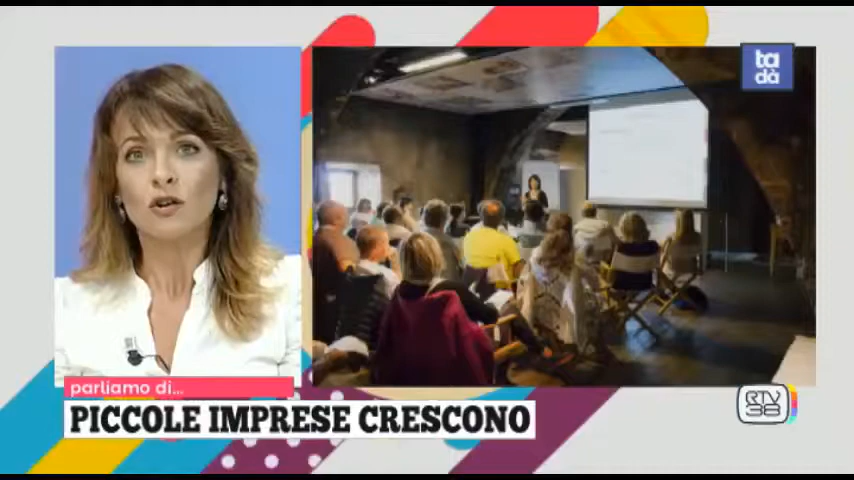 ta
dà
parliamo di...
PICCOLE IMPRESE CRESCONO
RTV
38